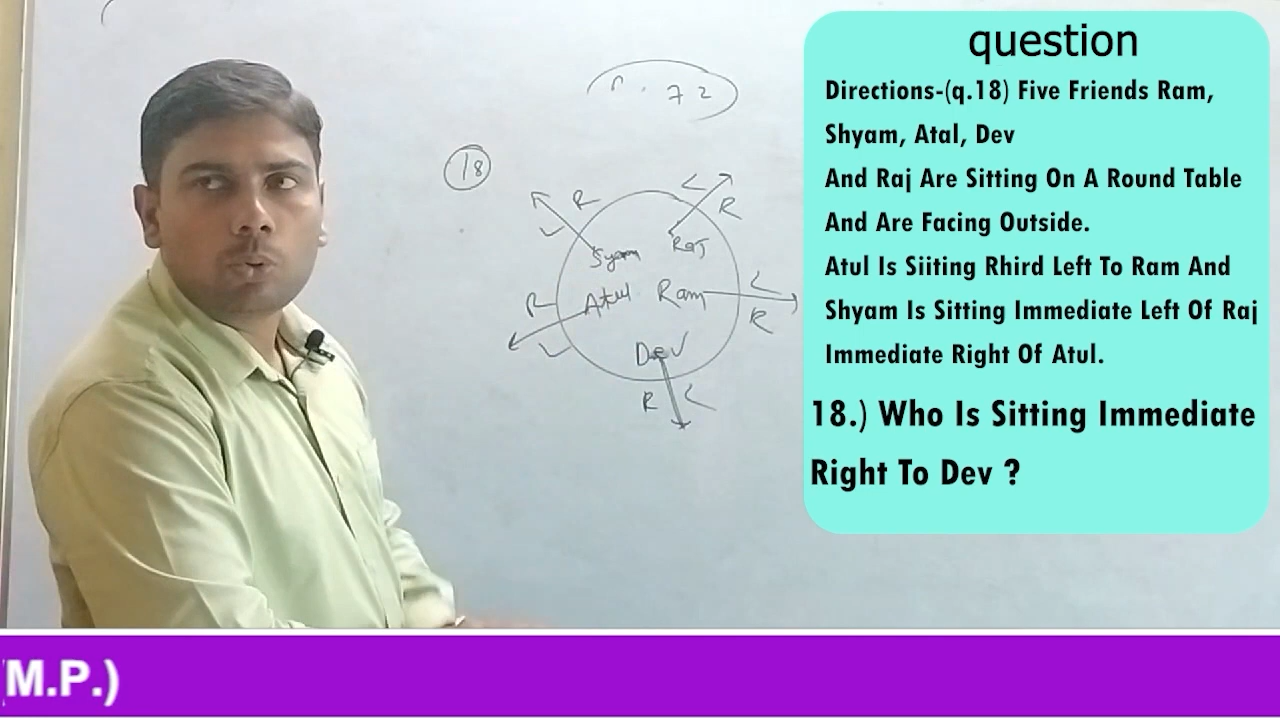 question
Directions-(q.18) Five Friends Ram,
Shyam, Atal, Dev
And Raj Are Sitting On A Round Table
And Are Facing Outside.
Atul Is Siiting Rhird Left To Ram And
Shyam Is Sitting Immediate Left Of Raj
Immediate Right Of Atul.
18.) Who Is Sitting Immediate
Right To Dev ?
72
18
R L R
L Syam Raj
R Atul Ram L
L Dev R
R L
(M.P.)